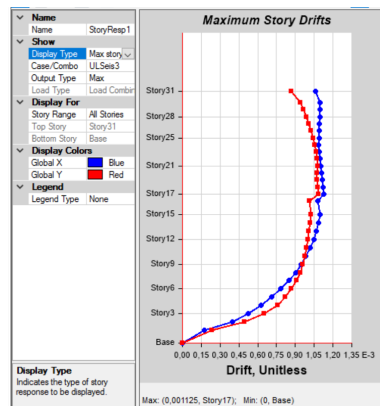 Name
Name StoryResp1
Show
Display Type Max story
Case/Combo ULSeis3
Output Type Max
Load Type Load Combin
Display For
Story Range All Stories
Top Story Story31
Bottom Story Base
Display Colors
Global X Blue
Global Y Red
Legend
Legend Type None
Display Type
Indicates the type of story
response to be displayed.
Maximum Story Drifts
Story31
Story28
Story25
Story21
Story17
Story15
Story12
Story9
Story6
Story3
Base
0,00 0,15 0,30 0,45 0,60 0,75 0,90 1,05 1,20 1,35 E-3
Drift, Unitless
Max: (0,001125, Story17); Min: (0, Base)